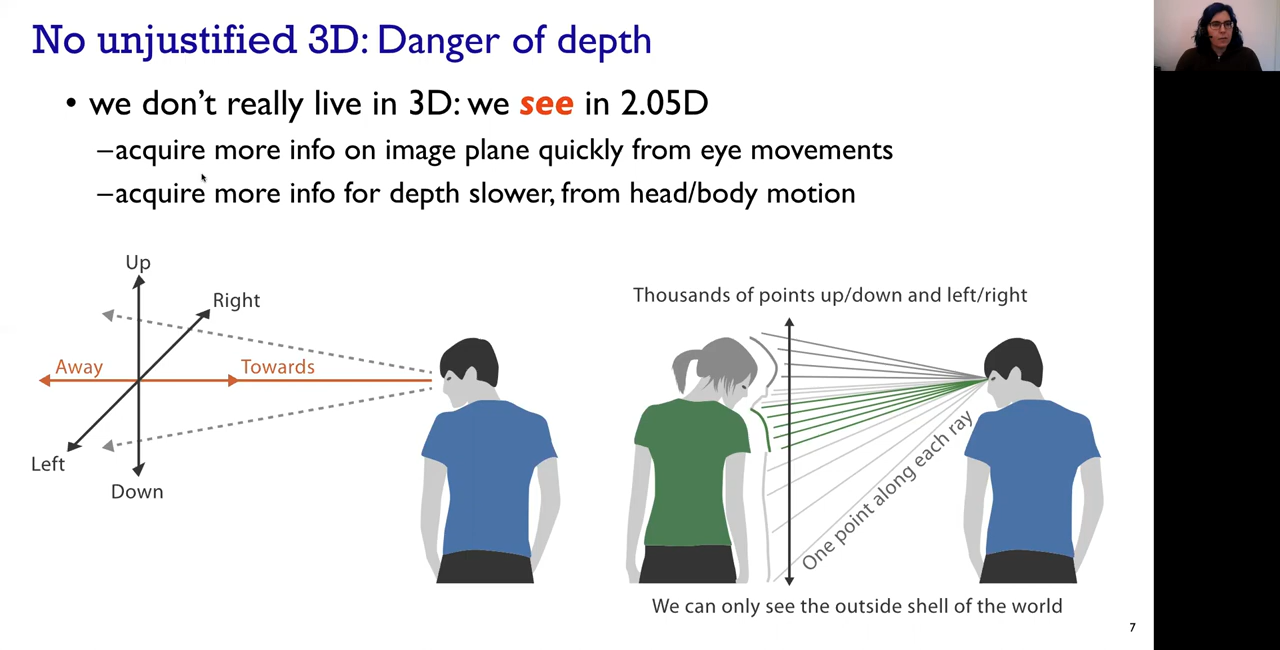 No unjustified 3D: Danger of depth
• we don't really live in 3D: we see in 2.05D
–acquire more info on image plane quickly from eye movements
–acquire more info for depth slower, from head/body motion
Up
Right
Away
Towards
Left
Down
Thousands of points up/down and left/right
One point along each ray
We can only see the outside shell of the world
7